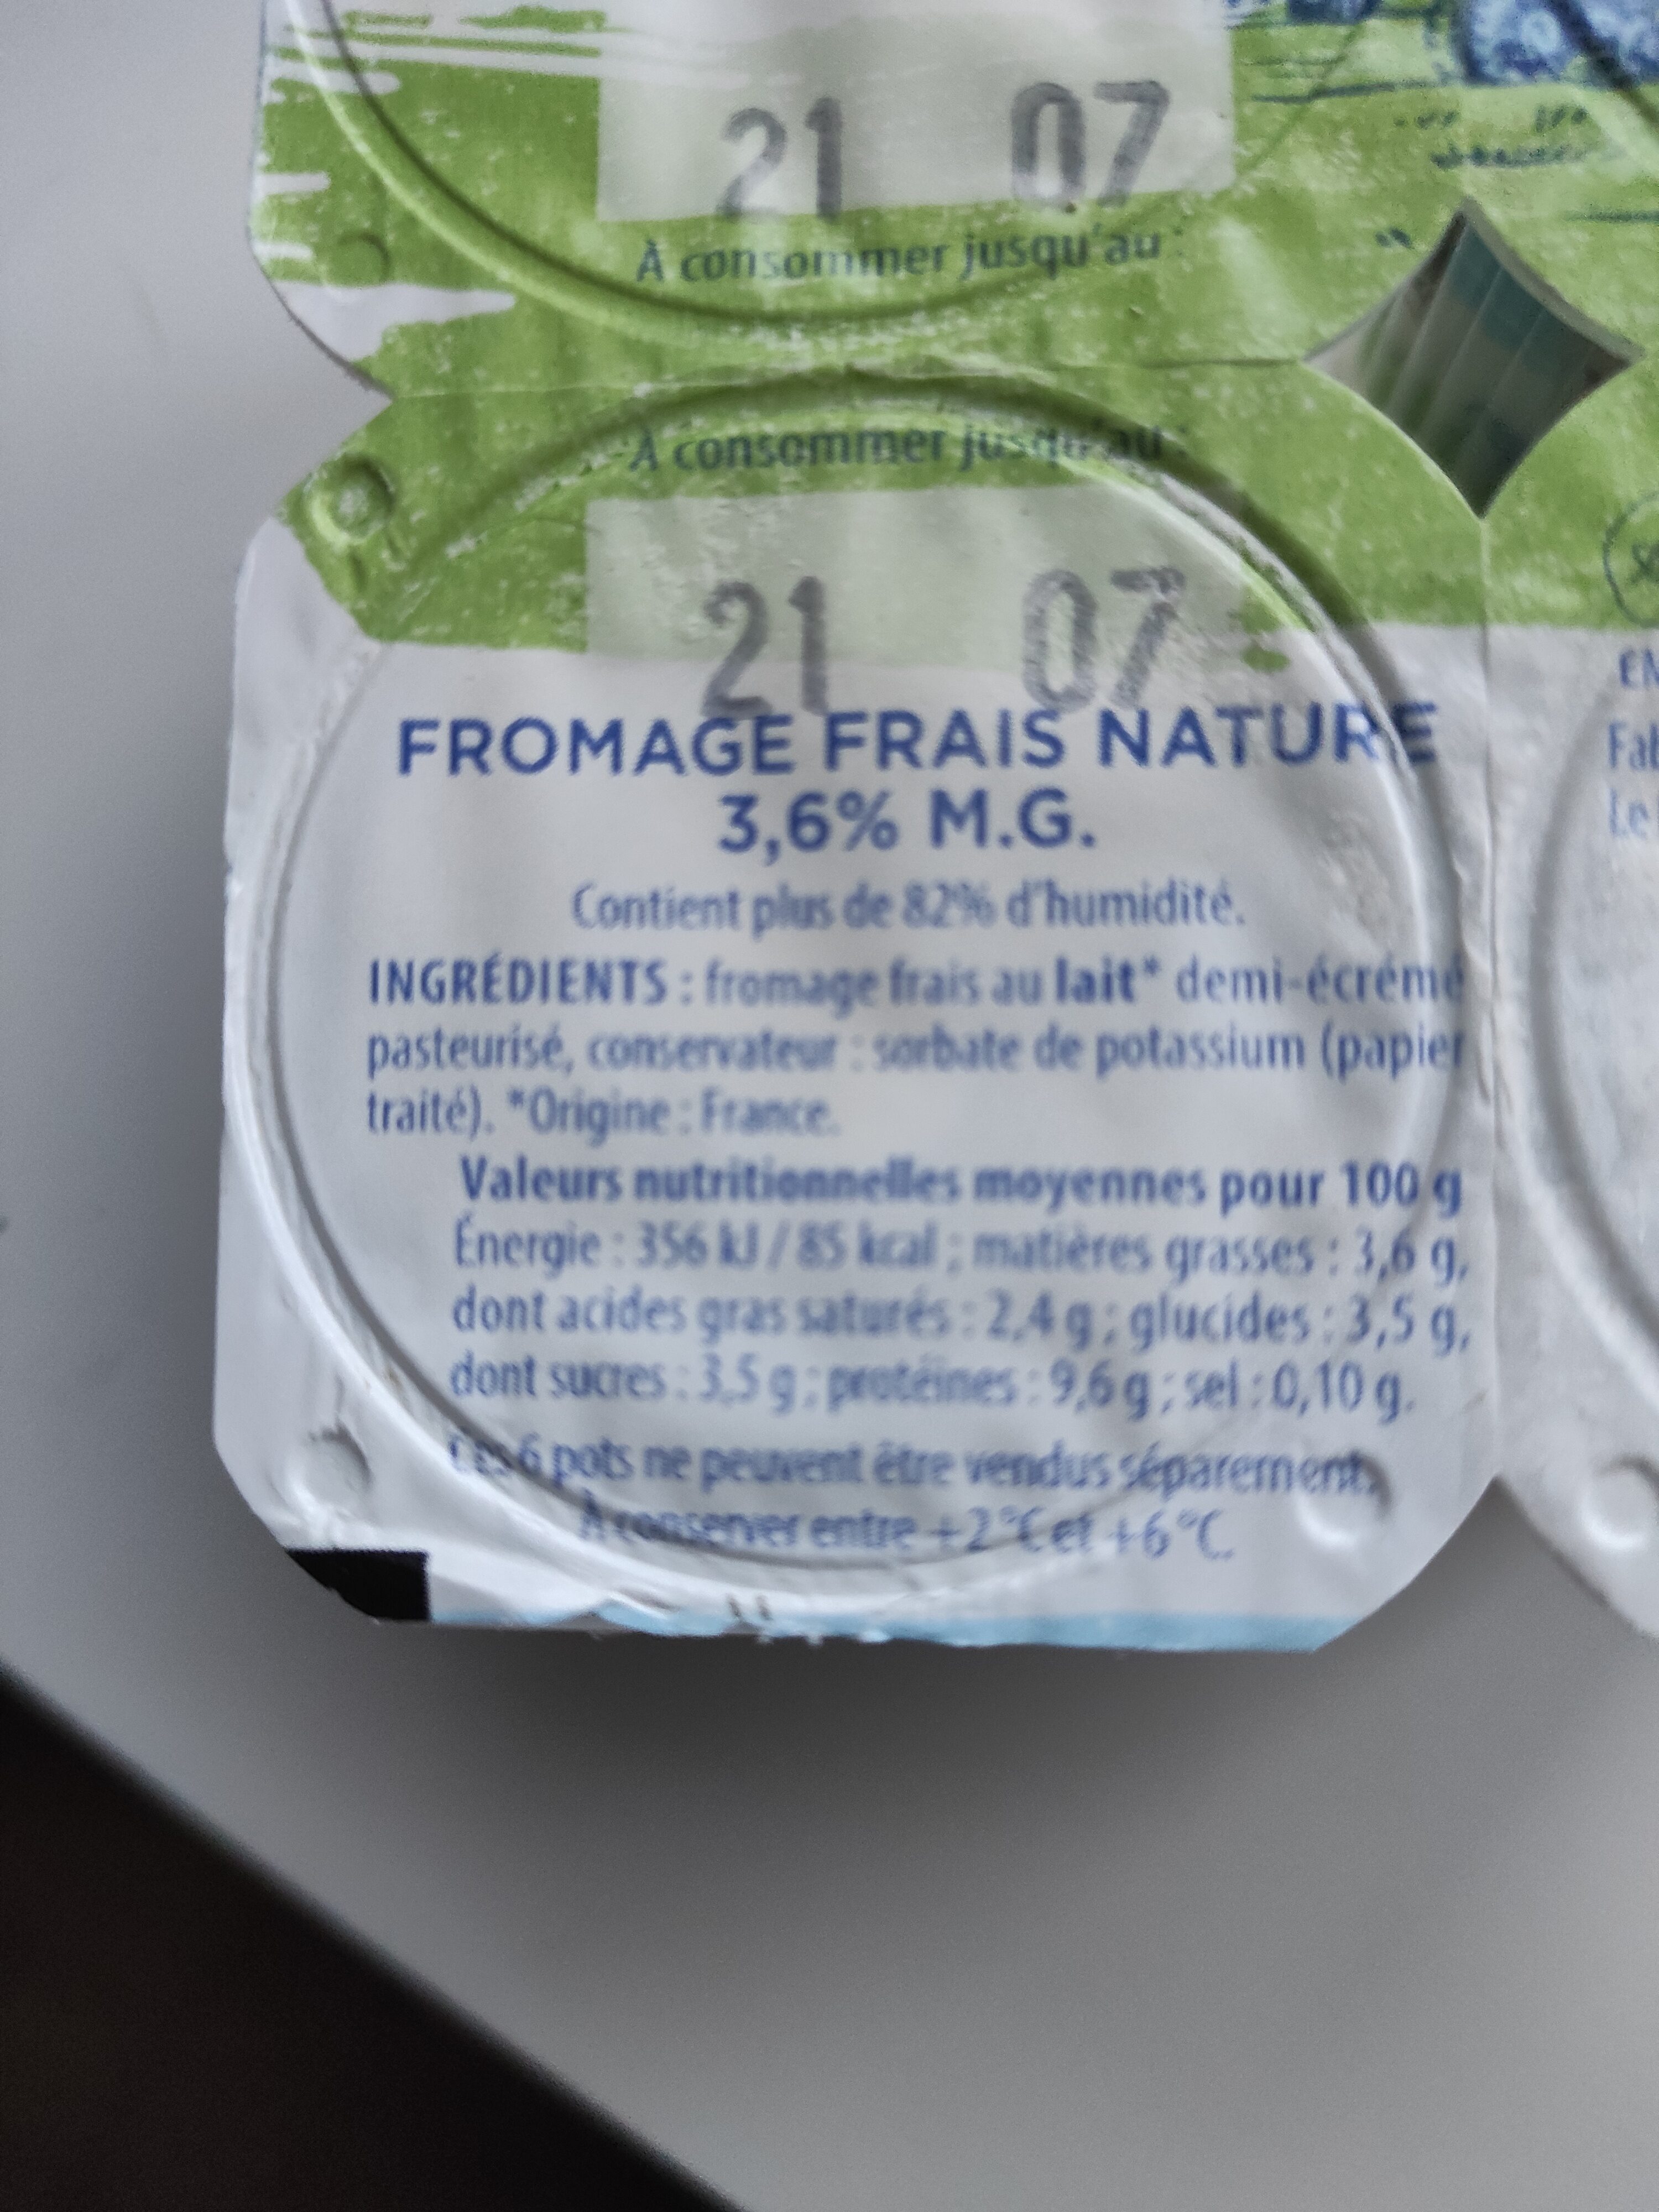 21 07
À consommer jusqu'au :
À consommer jusqu'au :
21 07
FROMAGE FRAIS NATURE
3,6% M.G.
Contient plus de 82% d'humidité.
INGRÉDIENTS : fromage frais au lait* demi-écrémé
pasteurisé, conservateur : sorbate de potassium (papier
traité). *Origine : France.
Valeurs nutritionnelles moyennes pour 100 g
Énergie : 356 kJ / 85 kcal ; matières grasses : 3,6 g,
dont acides gras saturés : 2,4 g ; glucides : 3,5 g,
dont sucres : 3,5 g ; protéines : 9,6 g ; sel : 0,10 g.
Ces 6 pots ne peuvent être vendus séparement.
À conserver entre +2°C et +6°C.
Le